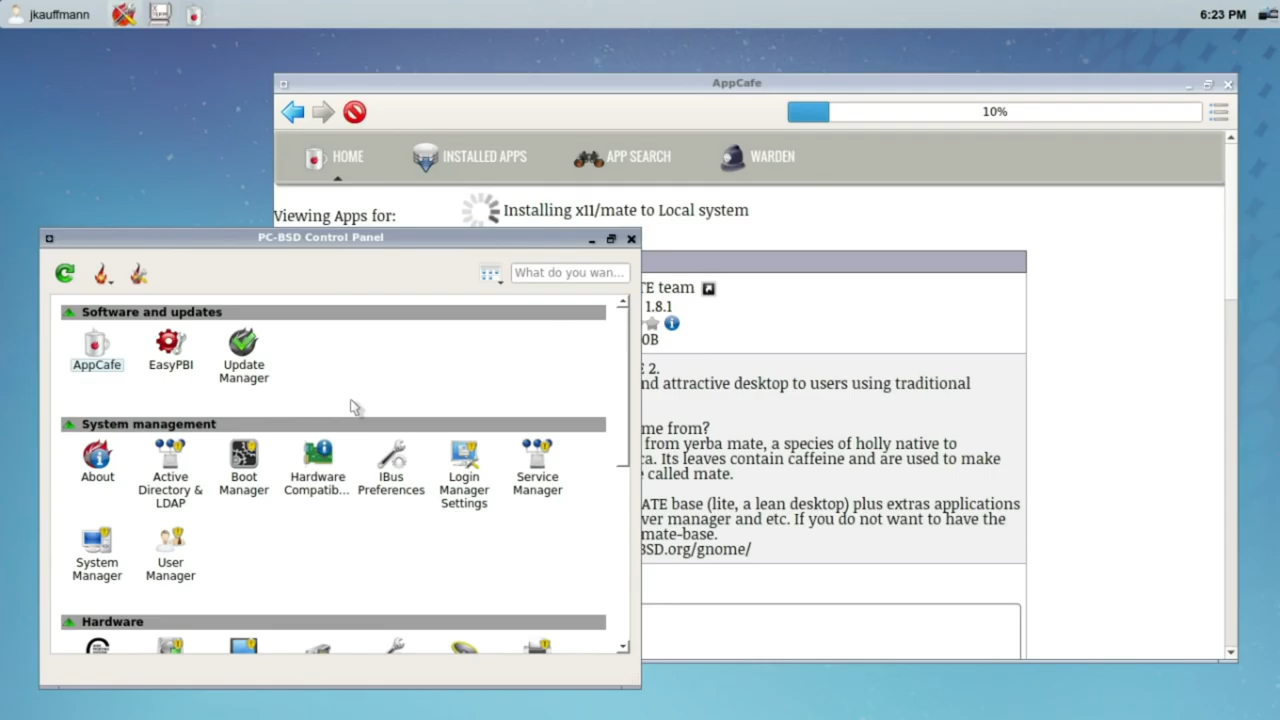 jkauffmann
6:23 PM
AppCafe
10%
HOME
INSTALLED APPS
APP SEARCH
WARDEN
Viewing Apps for:
Installing x11/mate to Local system
TE team
1.8.1
0B
2.
nd attractive desktop to users using traditional
me from?
from yerba mate, a species of holly native to
ca. Its leaves contain caffeine and are used to make
called mate.
ATE base (lite, a lean desktop) plus extras applications
ver manager and etc. If you do not want to have the
mate-base.
BSD.org/gnome/
PC-BSD Control Panel
What do you wan...
Software and updates
AppCafe
EasyPBI
Update Manager
System management
About
Active Directory & LDAP
Boot Manager
Hardware Compatib...
IBus Preferences
Login Manager Settings
Service Manager
System Manager
User Manager
Hardware